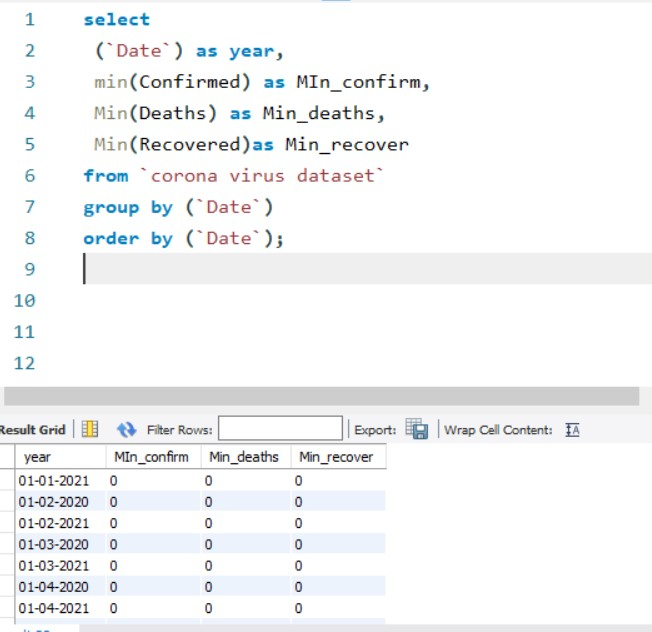 1 select
2 (`Date`) as year,
3 min(Confirmed) as MIn_confirm,
4 Min(Deaths) as Min_deaths,
5 Min(Recovered)as Min_recover
6 from `corona virus dataset`
7 group by (`Date`)
8 order by (`Date`);
9
10
11
12
Result Grid Filter Rows: Export: Wrap Cell Content: IA
year MIn_confirm Min_deaths Min_recover
01-01-2021 0 0 0
01-02-2020 0 0 0
01-02-2021 0 0 0
01-03-2020 0 0 0
01-03-2021 0 0 0
01-04-2020 0 0 0
01-04-2021 0 0 0